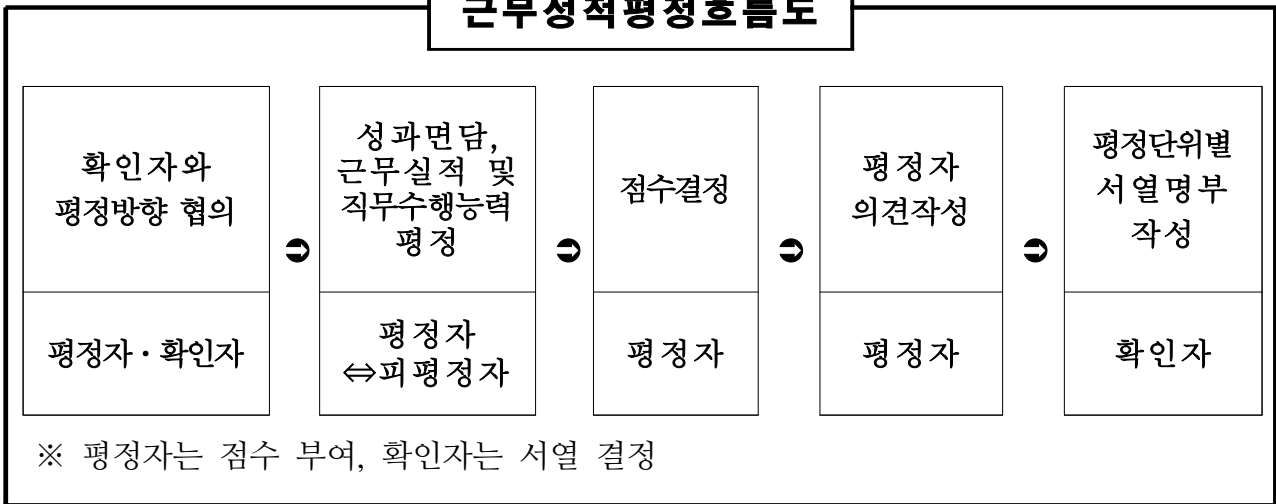 근무성적평정흐름도
확인자와
평정방향 협의
평정자・확인자
➲
성과면담,
근무실적 및
직무수행능력
평정
평정자
⇔피평정자
➲
점수결정
평정자
➲
평정자
의견작성
평정자
➲
평정단위별
서열명부
작성
확인자
※ 평정자는 점수 부여, 확인자는 서열 결정